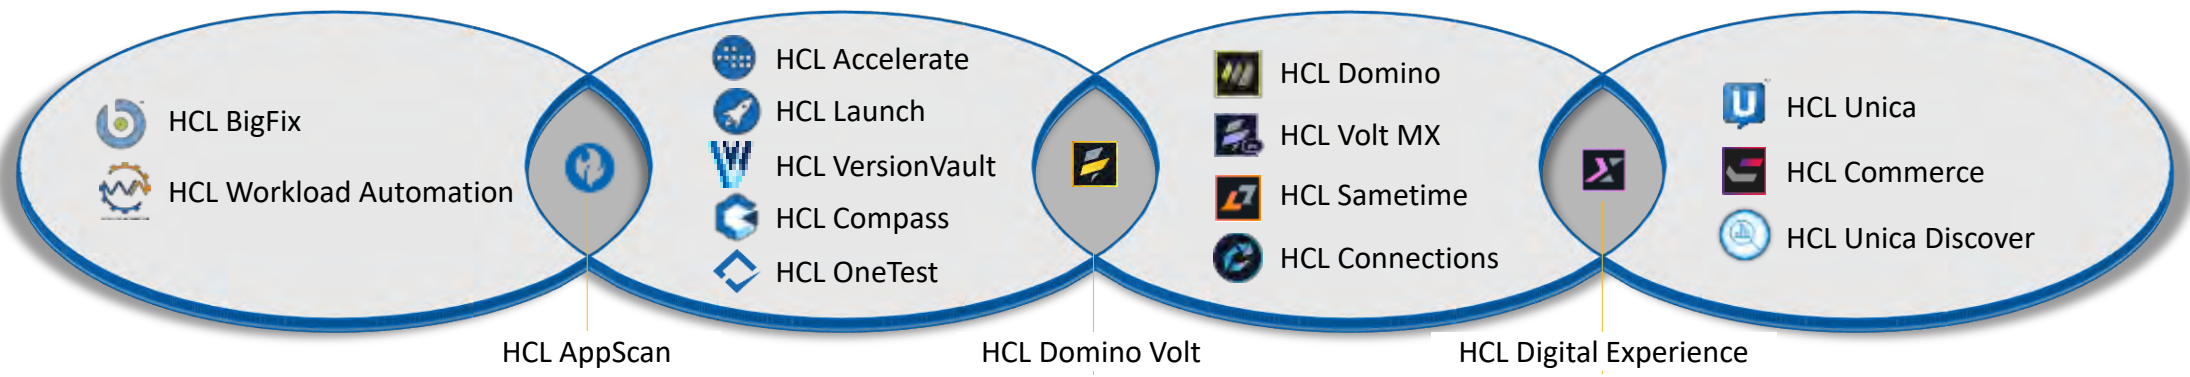 HCL BigFix
HCL Workload Automation
HCL Accelerate
HCL Launch
HCL VersionVault
HCL Compass
HCL OneTest
HCL Domino
HCL Volt MX
HCL Sametime
HCL Connections
HCL Unica
HCL Commerce
HCL Unica Discover
HCL AppScan
HCL Domino Volt
HCL Digital Experience